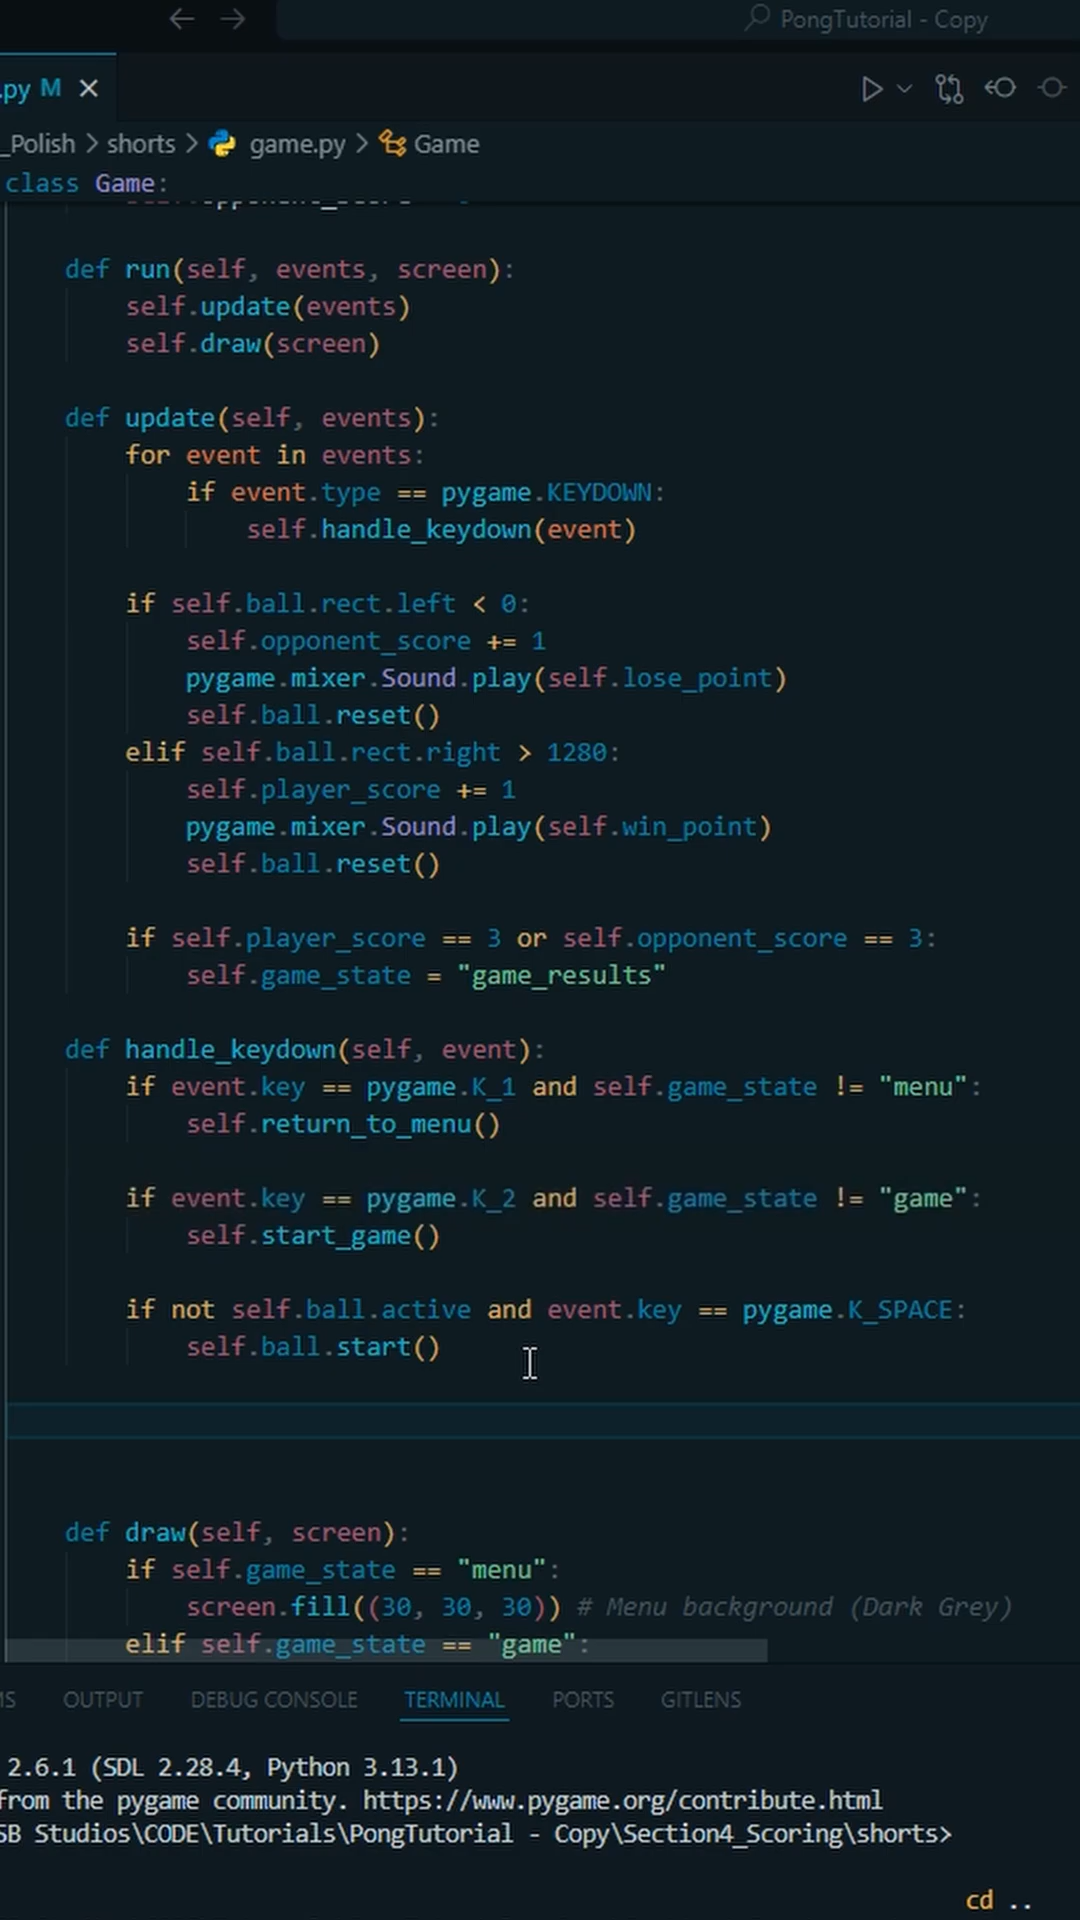 PongTutorial - Copy
.py M
_Polish > shorts > game.py > Game
class Game:
def run(self, events, screen):
self.update(events)
self.draw(screen)
def update(self, events):
for event in events:
if event.type == pygame.KEYDOWN:
self.handle_keydown(event)
if self.ball.rect.left < 0:
self.opponent_score += 1
pygame.mixer.Sound.play(self.lose_point)
self.ball.reset()
elif self.ball.rect.right > 1280:
self.player_score += 1
pygame.mixer.Sound.play(self.win_point)
self.ball.reset()
if self.player_score == 3 or self.opponent_score == 3:
self.game_state = "game_results"
def handle_keydown(self, event):
if event.key == pygame.K_1 and self.game_state != "menu":
self.return_to_menu()
if event.key == pygame.K_2 and self.game_state != "game":
self.start_game()
if not self.ball.active and event.key == pygame.K_SPACE:
self.ball.start()
def draw(self, screen):
if self.game_state == "menu":
screen.fill((30, 30, 30)) # Menu background (Dark Grey)
elif self.game_state == "game":
MS OUTPUT DEBUG CONSOLE TERMINAL PORTS GITLENS
2.6.1 (SDL 2.28.4, Python 3.13.1)
from the pygame community. https://www.pygame.org/contribute.html
SB Studios\CODE\Tutorials\PongTutorial - Copy\Section4_Scoring\shorts>
cd ..